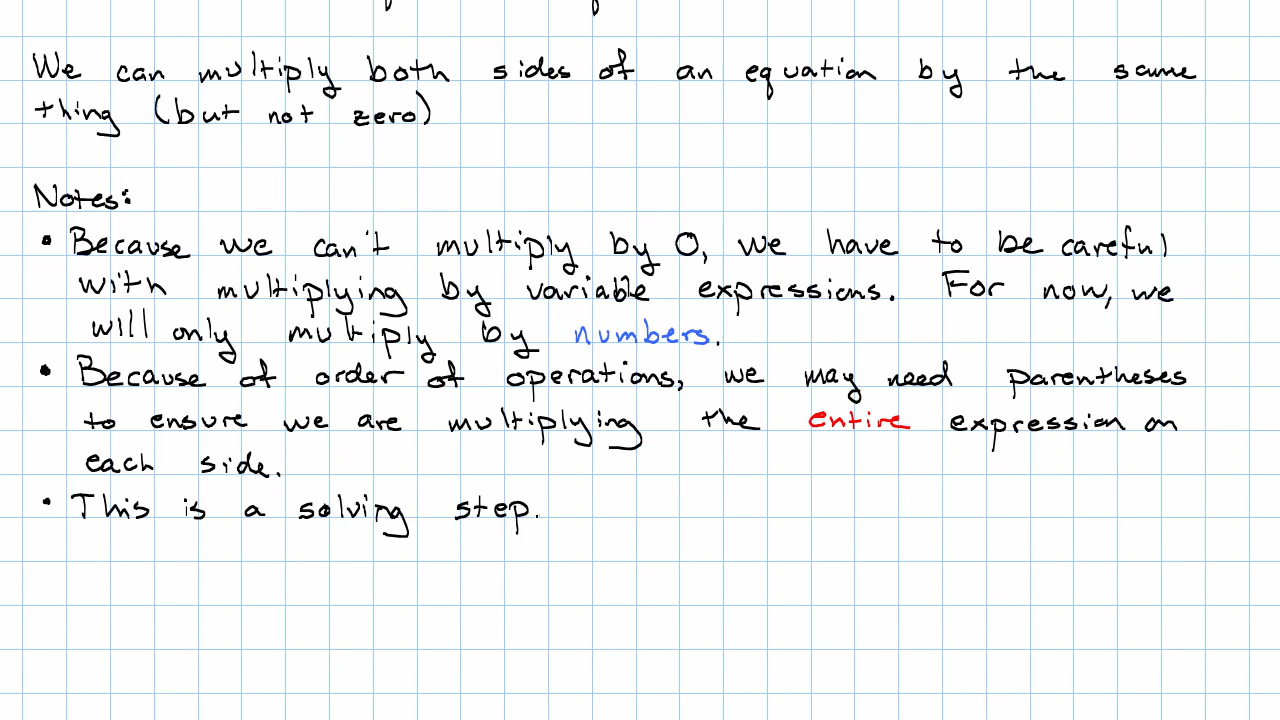 We can multiply both sides of an equation by the same
thing (but not zero)
Notes:
• Because we can't multiply by 0, we have to be careful
with multiplying by variable expressions. For now, we
will only multiply by numbers.
• Because of order of operations, we may need parentheses
to ensure we are multiplying the entire expression on
each side.
• This is a solving step.